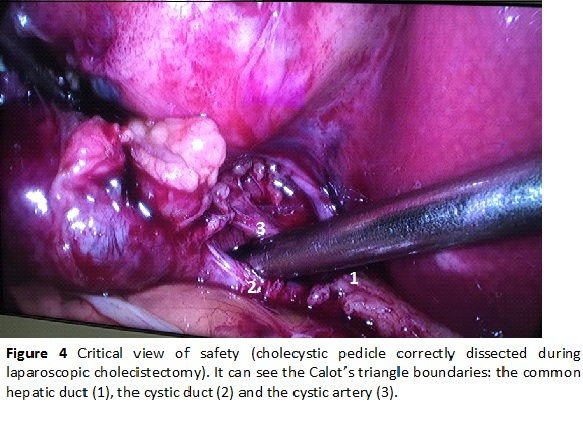 3
1
2
Figure 4 Critical view of safety (cholecystic pedicle correctly dissected during
laparoscopic cholecistectomy). It can see the Calot's triangle boundaries: the common
hepatic duct (1), the cystic duct (2) and the cystic artery (3).